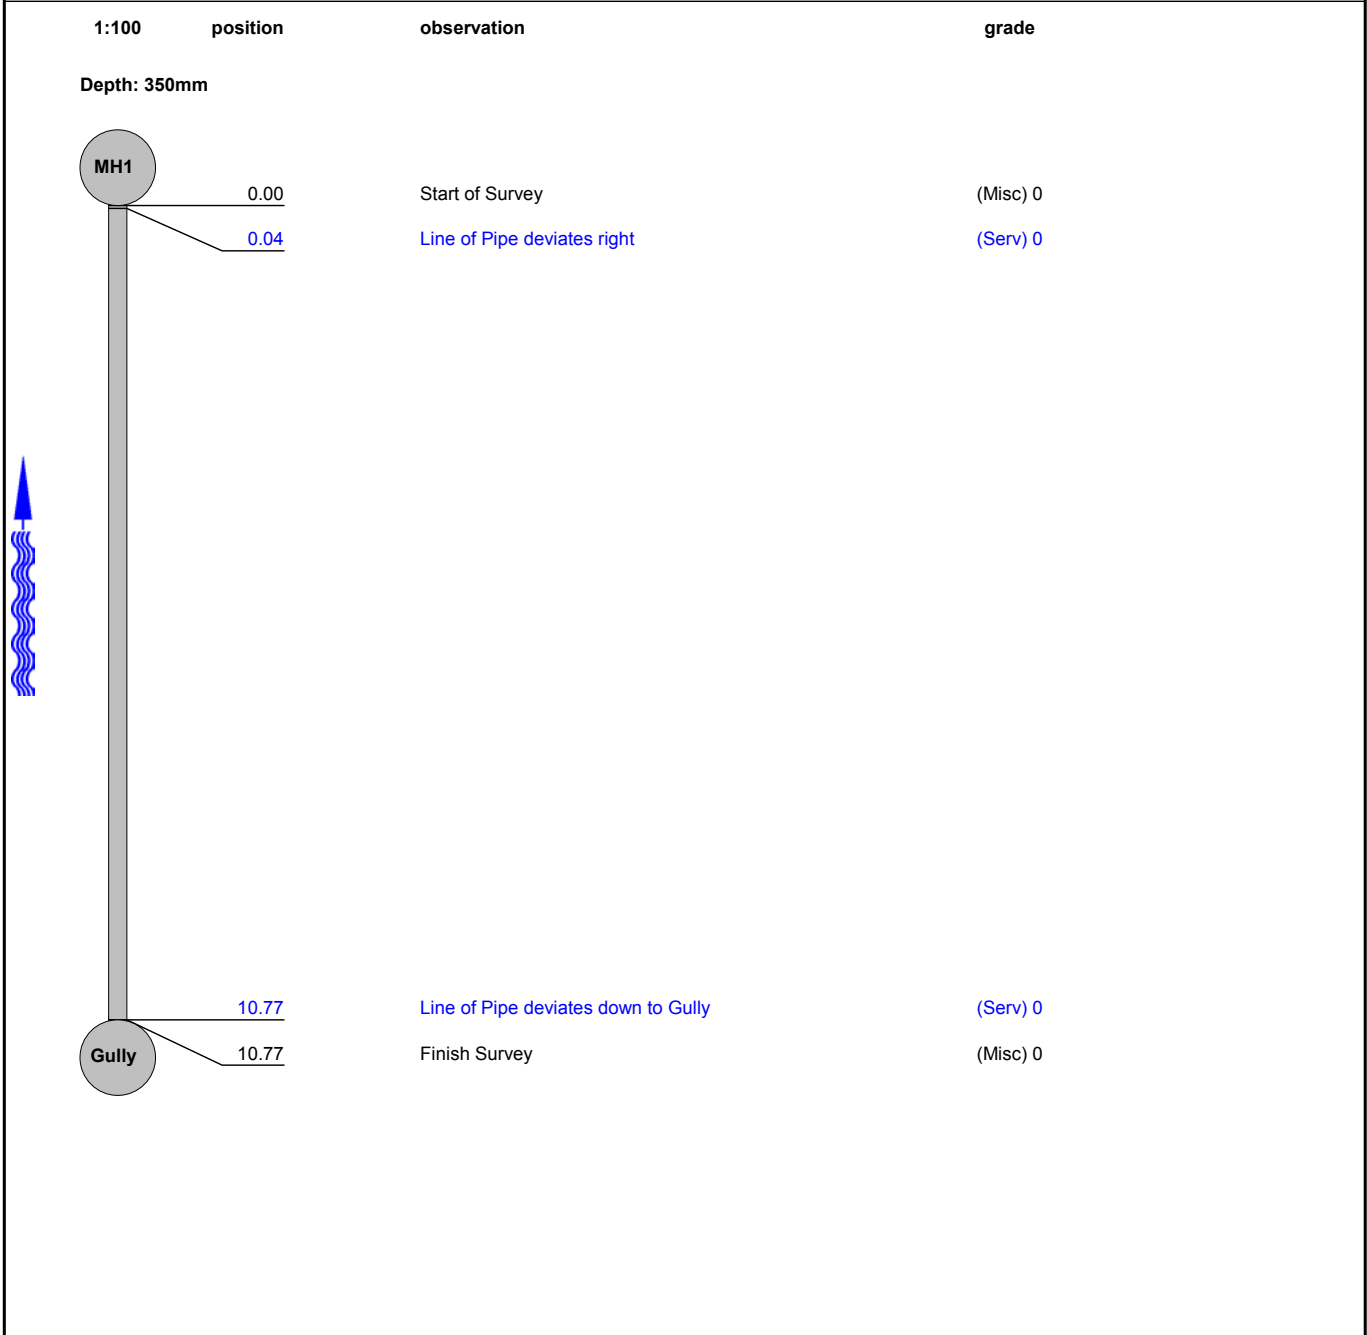 1:100 position observation grade
Depth: 350mm
MH1
0.00 Start of Survey (Misc) 0
0.04 Line of Pipe deviates right (Serv) 0
10.77 Line of Pipe deviates down to Gully (Serv) 0
Gully 10.77 Finish Survey (Misc) 0